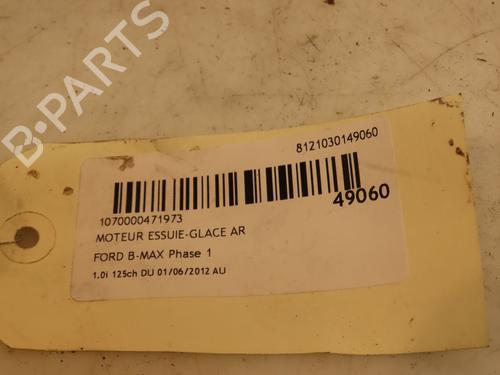 8121030149060
49060
1070000471973
MOTEUR ESSUIE-GLACE AR
FORD B-MAX Phase 1
1.0i 125ch DU 01/06/2012 AU
B-PARTS